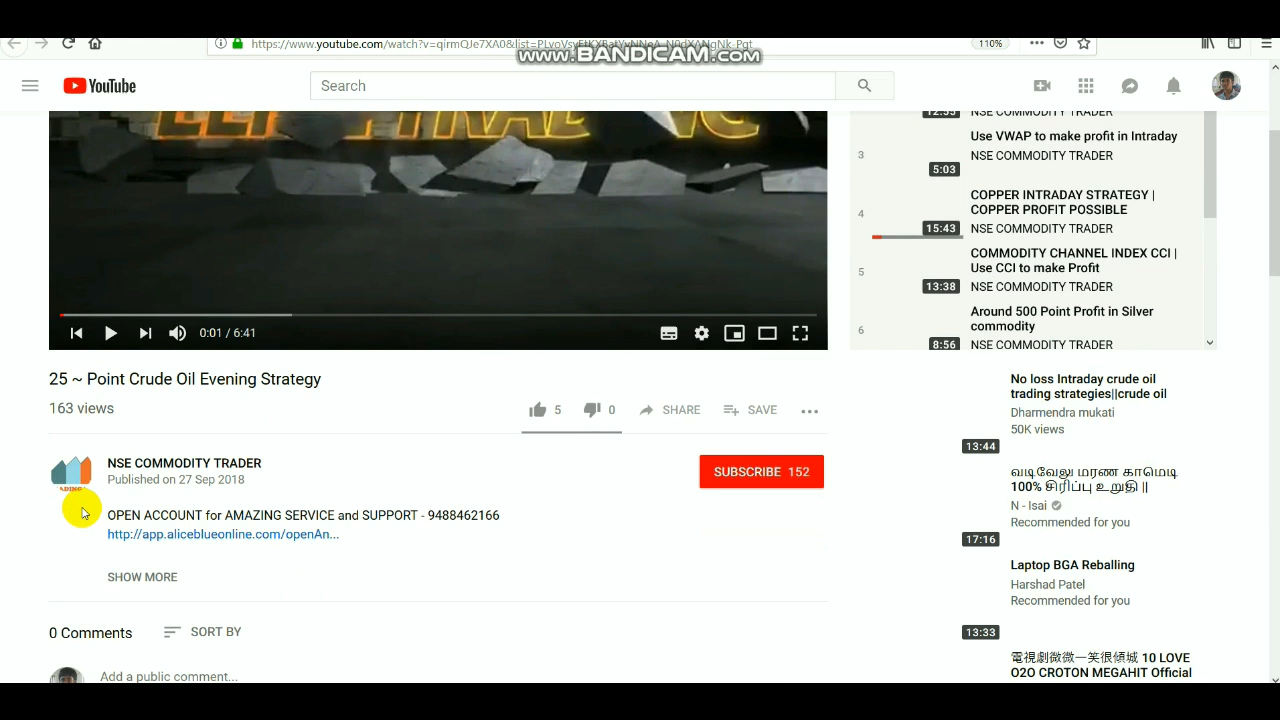 www.BANDICAM.com
110%
YouTube
Search
TRADING
25 ~ Point Crude Oil Evening Strategy
163 views
5
0
SHARE
SAVE
0:01 / 6:41
NSE COMMODITY TRADER
Published on 27 Sep 2018
SUBSCRIBE 152
OPEN ACCOUNT for AMAZING SERVICE and SUPPORT - 9488462166
http://app.aliceblueonline.com/openAn...
SHOW MORE
0 Comments
SORT BY
Add a public comment...
12:55
NSE COMMODITY TRADER
3
Use VWAP to make profit in Intraday
NSE COMMODITY TRADER
5:03
4
COPPER INTRADAY STRATEGY |
COPPER PROFIT POSSIBLE
15:43
NSE COMMODITY TRADER
5
COMMODITY CHANNEL INDEX CCI |
Use CCI to make Profit
13:38
NSE COMMODITY TRADER
6
Around 500 Point Profit in Silver
commodity
8:56
NSE COMMODITY TRADER
No loss Intraday crude oil
trading strategies||crude oil
Dharmendra mukati
50K views
13:44
வடிவேலு மரண காமெடி
100% சிரிப்பு உறுதி ||
N - Isai
Recommended for you
17:16
Laptop BGA Reballing
Harshad Patel
Recommended for you
13:33
電視劇微微一笑很傾城 10 LOVE
O2O CROTON MEGAHIT Official